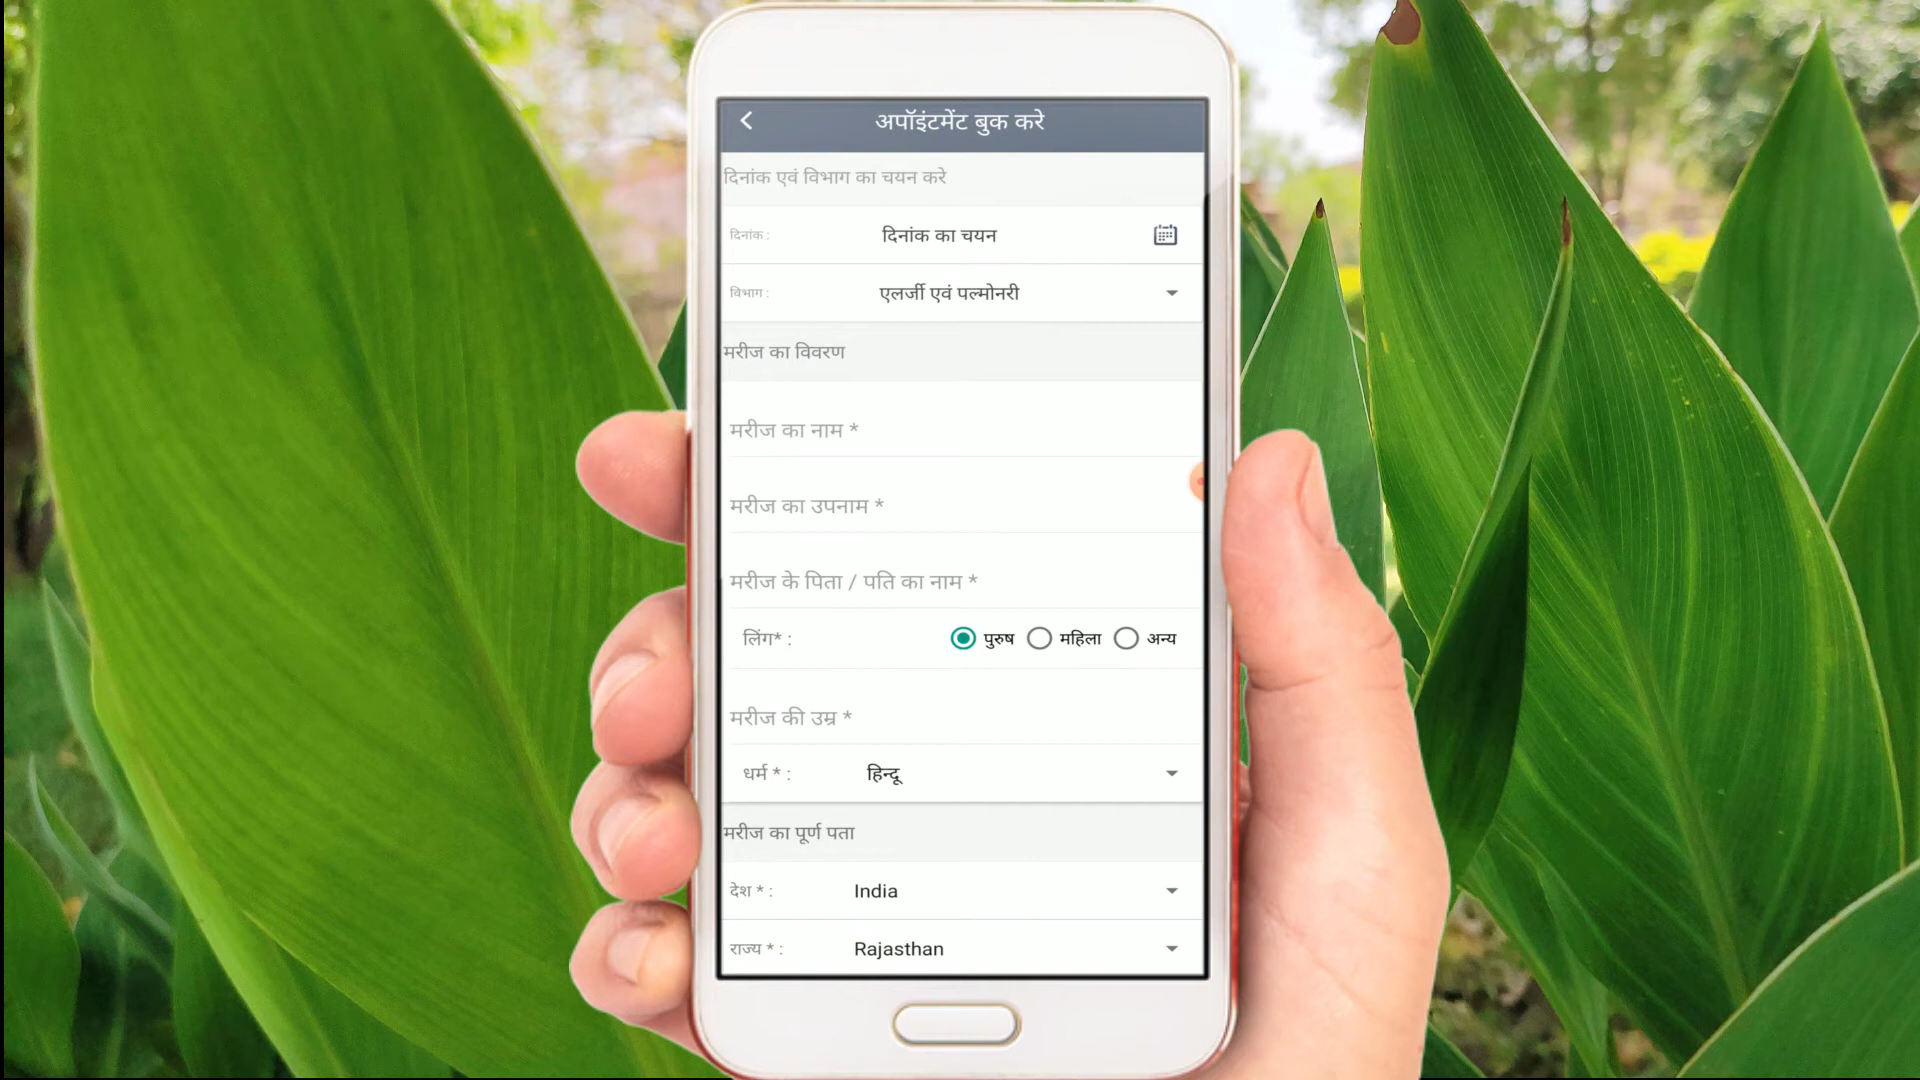 अपॉइंटमेंट बुक करे
दिनांक एवं विभाग का चयन करे
दिनांक : दिनांक का चयन
विभाग : एलर्जी एवं पल्मोनरी
मरीज का विवरण
मरीज का नाम *
मरीज का उपनाम *
मरीज के पिता / पति का नाम *
लिंग* : पुरुष महिला अन्य
मरीज की उम्र *
धर्म * : हिन्दू
मरीज का पूर्ण पता
देश * : India
राज्य * : Rajasthan